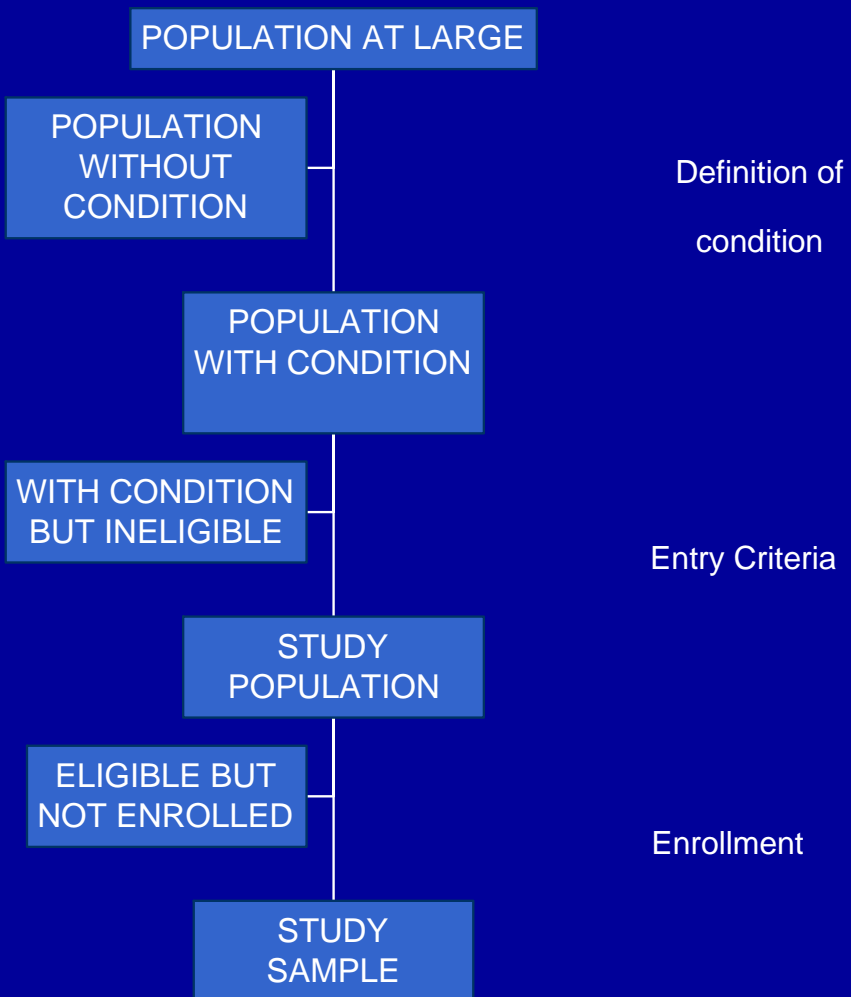 POPULATION AT LARGE
POPULATION
WITHOUT
CONDITION
Definition of
condition
POPULATION
WITH CONDITION
WITH CONDITION
BUT INELIGIBLE
Entry Criteria
STUDY
POPULATION
ELIGIBLE BUT
NOT ENROLLED
Enrollment
STUDY
SAMPLE